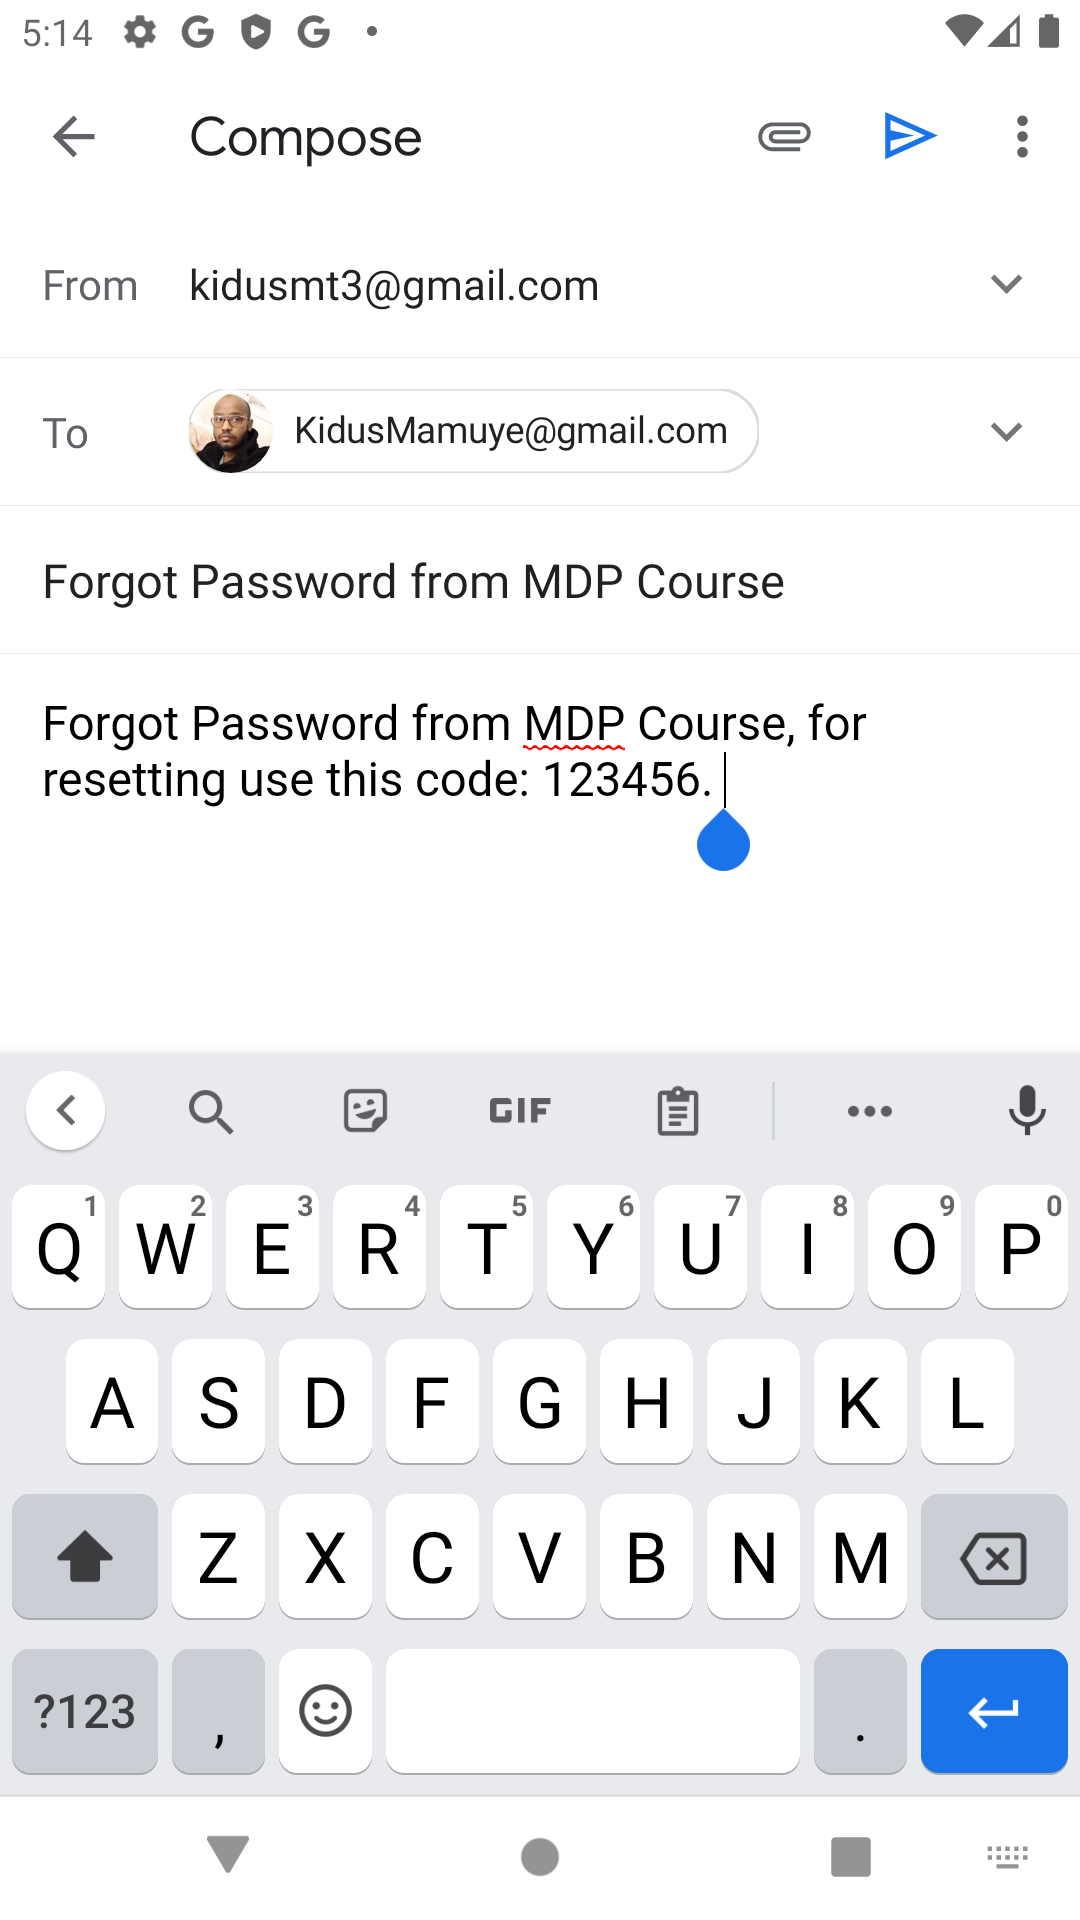 5:14
Compose
From kidusmt3@gmail.com
To KidusMamuye@gmail.com
Forgot Password from MDP Course
Forgot Password from MDP Course, for
resetting use this code: 123456.
GIF
1 2 3 4 5 6 7 8 9 0
Q W E R T Y U I O P
A S D F G H J K L
Z X C V B N M
?123 , .